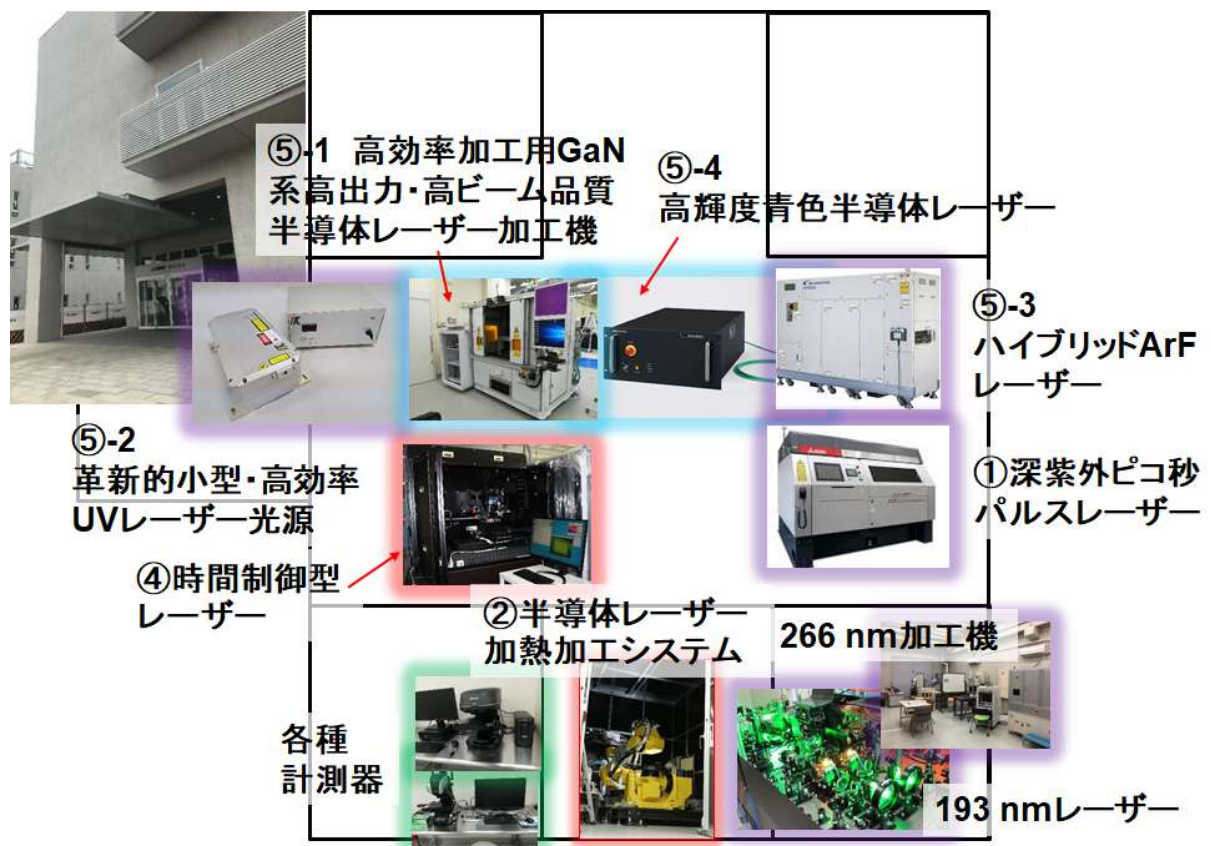 ⑤-1 高効率加工用GaN
系高出力・高ビーム品質
半導体レーザー加工機
⑤-4
高輝度青色半導体レーザー
⑤-3
ハイブリッドArF
レーザー
⑤-2
革新的小型・高効率
UVレーザー光源
①深紫外ピコ秒
パルスレーザー
④時間制御型
レーザー
②半導体レーザー
加熱加工システム
266 nm加工機
各種
計測器
193 nmレーザー